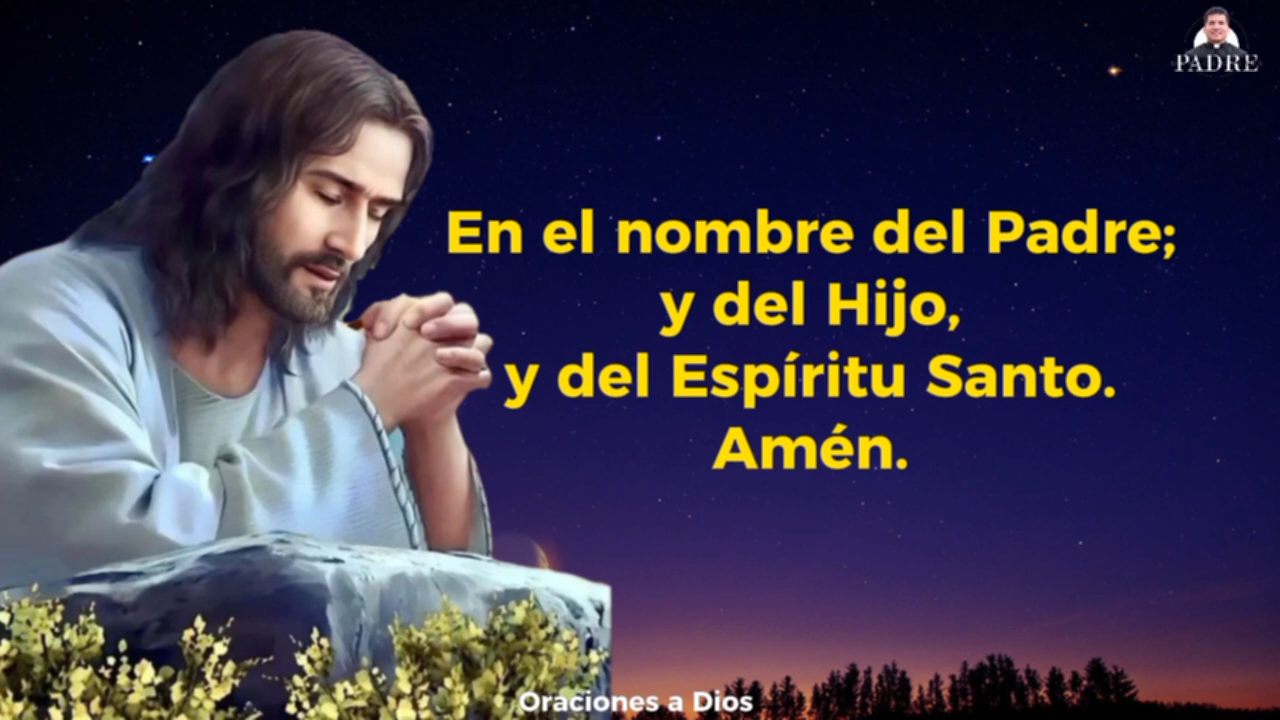 PADRE
En el nombre del Padre;
y del Hijo,
y del Espíritu Santo.
Amén.
Oraciones a Dios